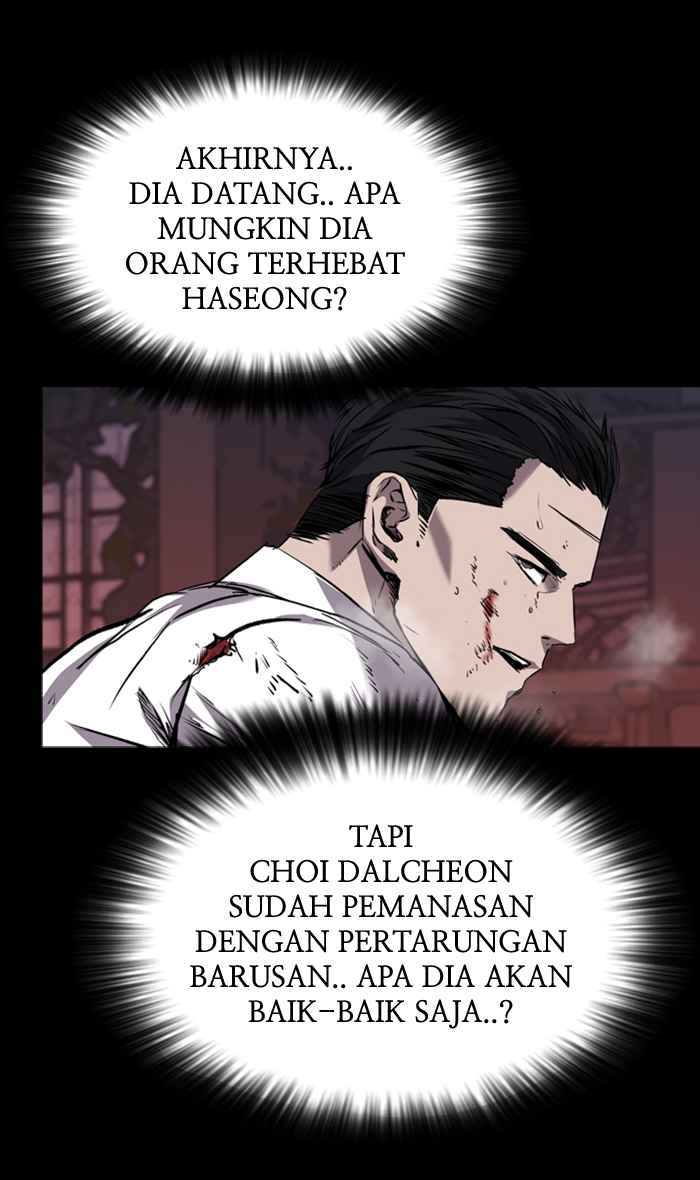 AKHIRNYA..
DIA DATANG.. APA
MUNGKIN DIA
ORANG TERHEBAT
HASEONG?
TAPI
CHOI DALCHEON
SUDAH PEMANASAN
DENGAN PERTARUNGAN
BARUSAN.. APA DIA AKAN
BAIK-BAIK SAJA..?